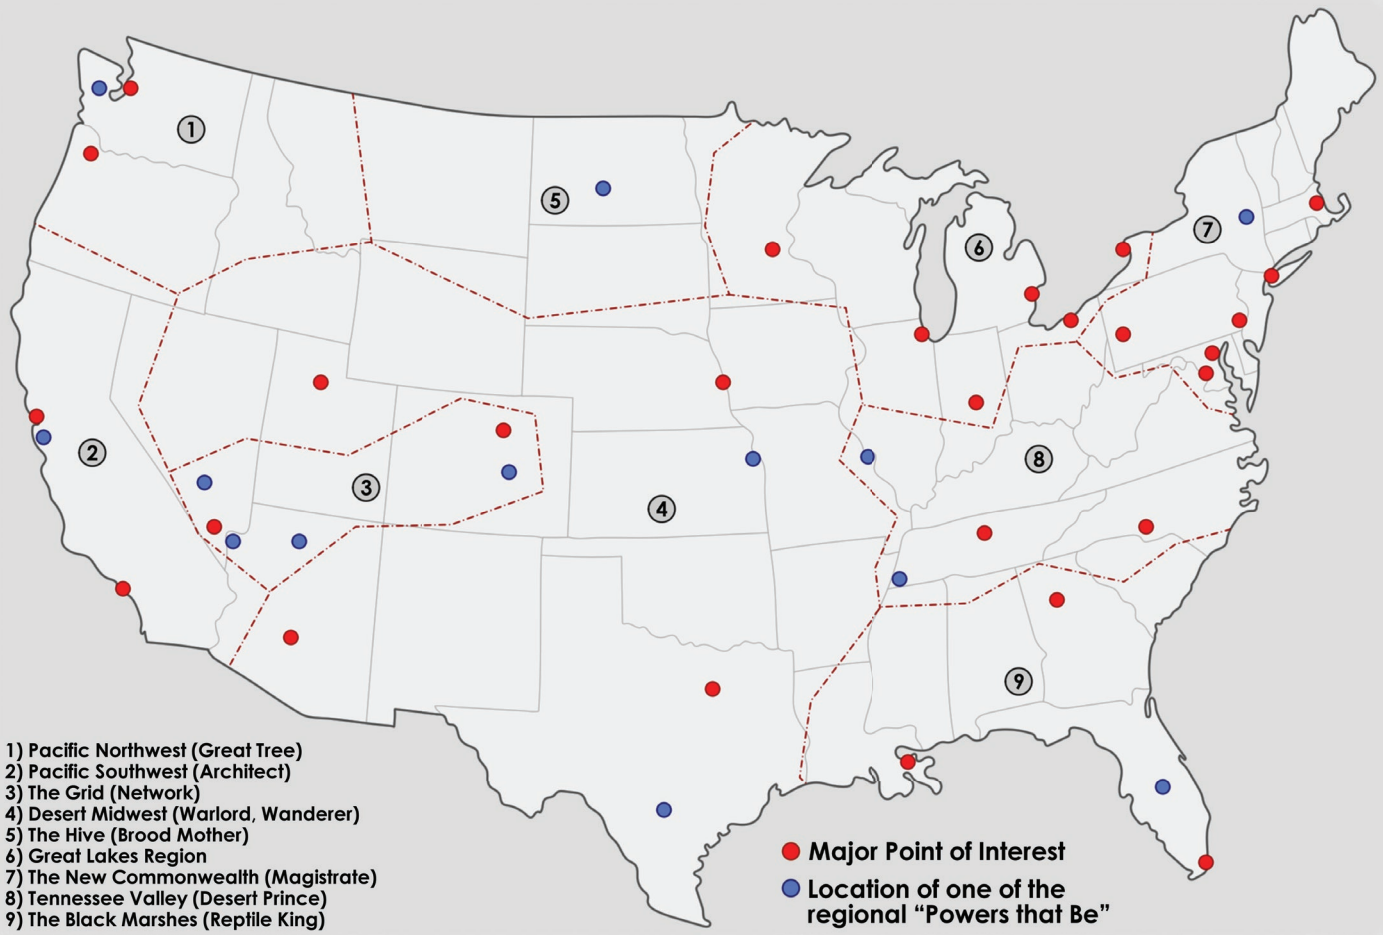 1
5
6
7
2
3
4
8
9
1) Pacific Northwest (Great Tree)
2) Pacific Southwest (Architect)
3) The Grid (Network)
4) Desert Midwest (Warlord, Wanderer)
5) The Hive (Brood Mother)
6) Great Lakes Region
7) The New Commonwealth (Magistrate)
8) Tennessee Valley (Desert Prince)
9) The Black Marshes (Reptile King)
Major Point of Interest
Location of one of the
regional “Powers that Be”